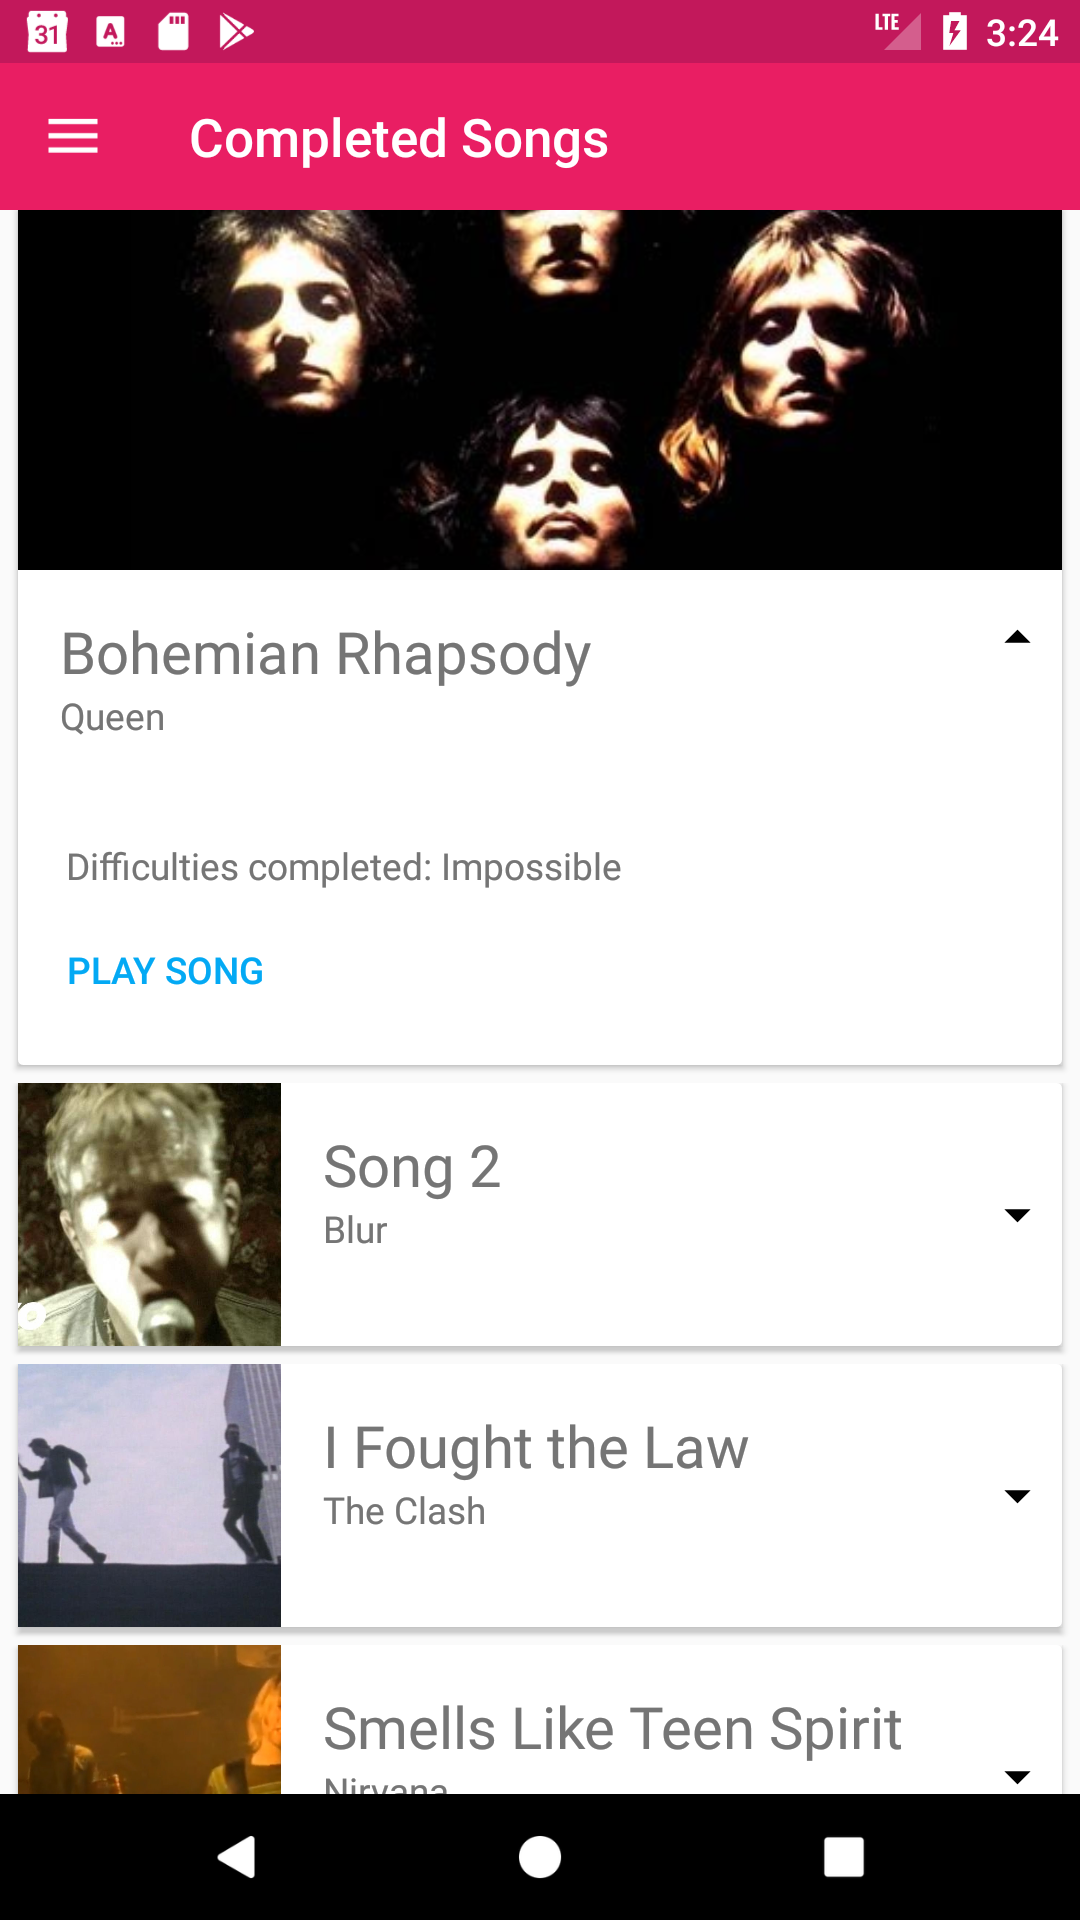 31 A LTE 3:24
Completed Songs
Bohemian Rhapsody
Queen
Difficulties completed: Impossible
PLAY SONG
Song 2
Blur
I Fought the Law
The Clash
Smells Like Teen Spirit
Nirvana